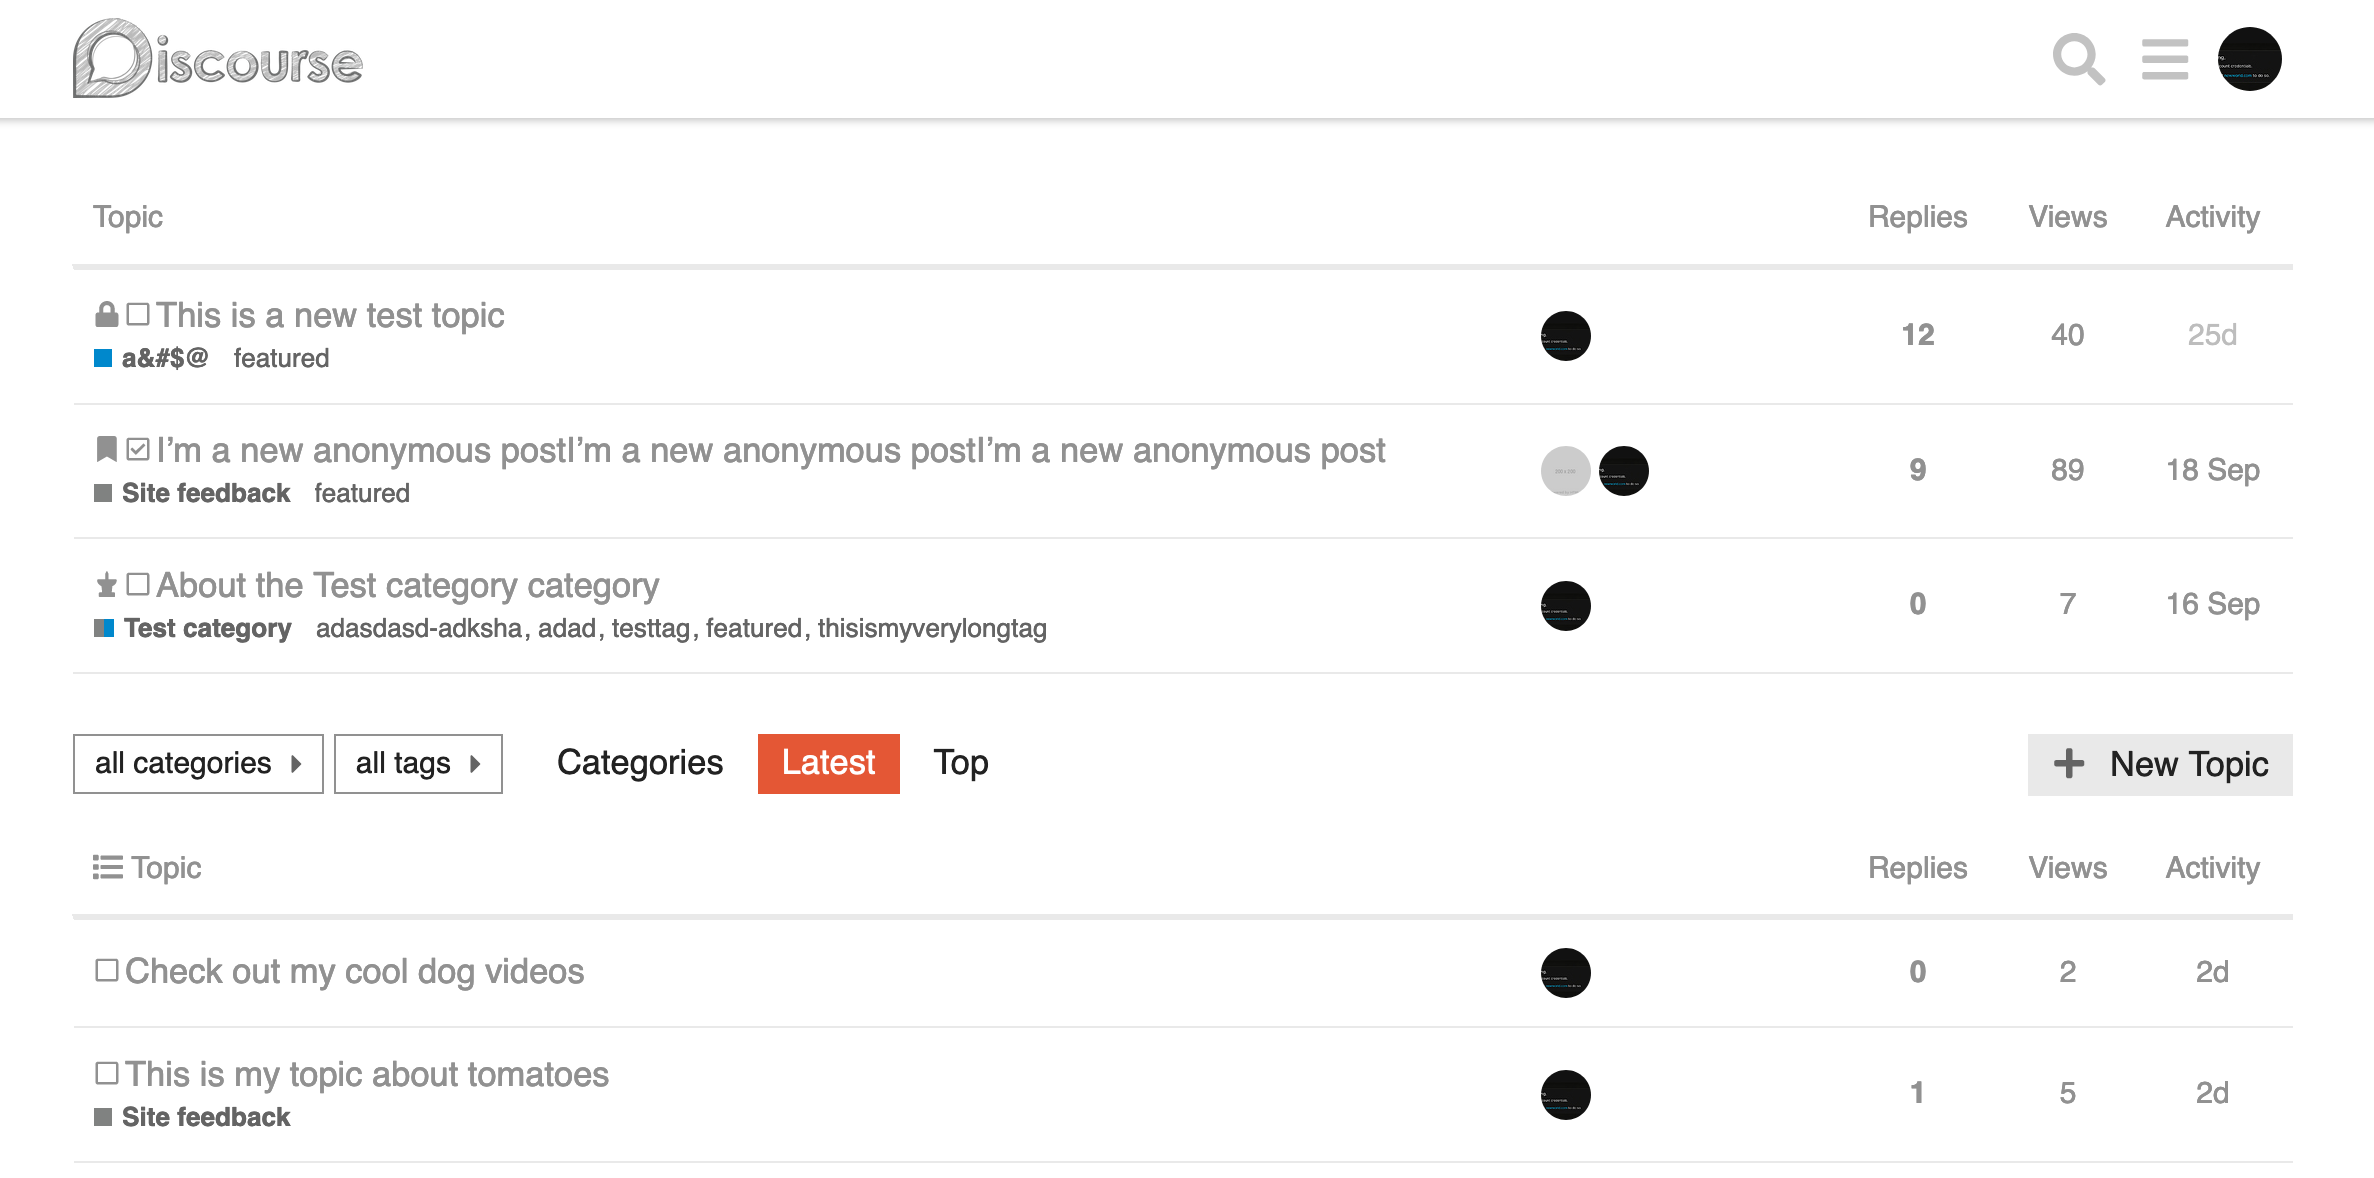 Discourse
Topic Replies Views Activity
This is a new test topic 12 40 25d
a&#$@ featured
I’m a new anonymous postI’m a new anonymous postI’m a new anonymous post 9 89 18 Sep
Site feedback featured
About the Test category category 0 7 16 Sep
Test category adasdasd-adksha, adad, testtag, featured, thisismyverylongtag
all categories all tags Categories Latest Top New Topic
Topic Replies Views Activity
Check out my cool dog videos 0 2 2d
This is my topic about tomatoes 1 5 2d
Site feedback